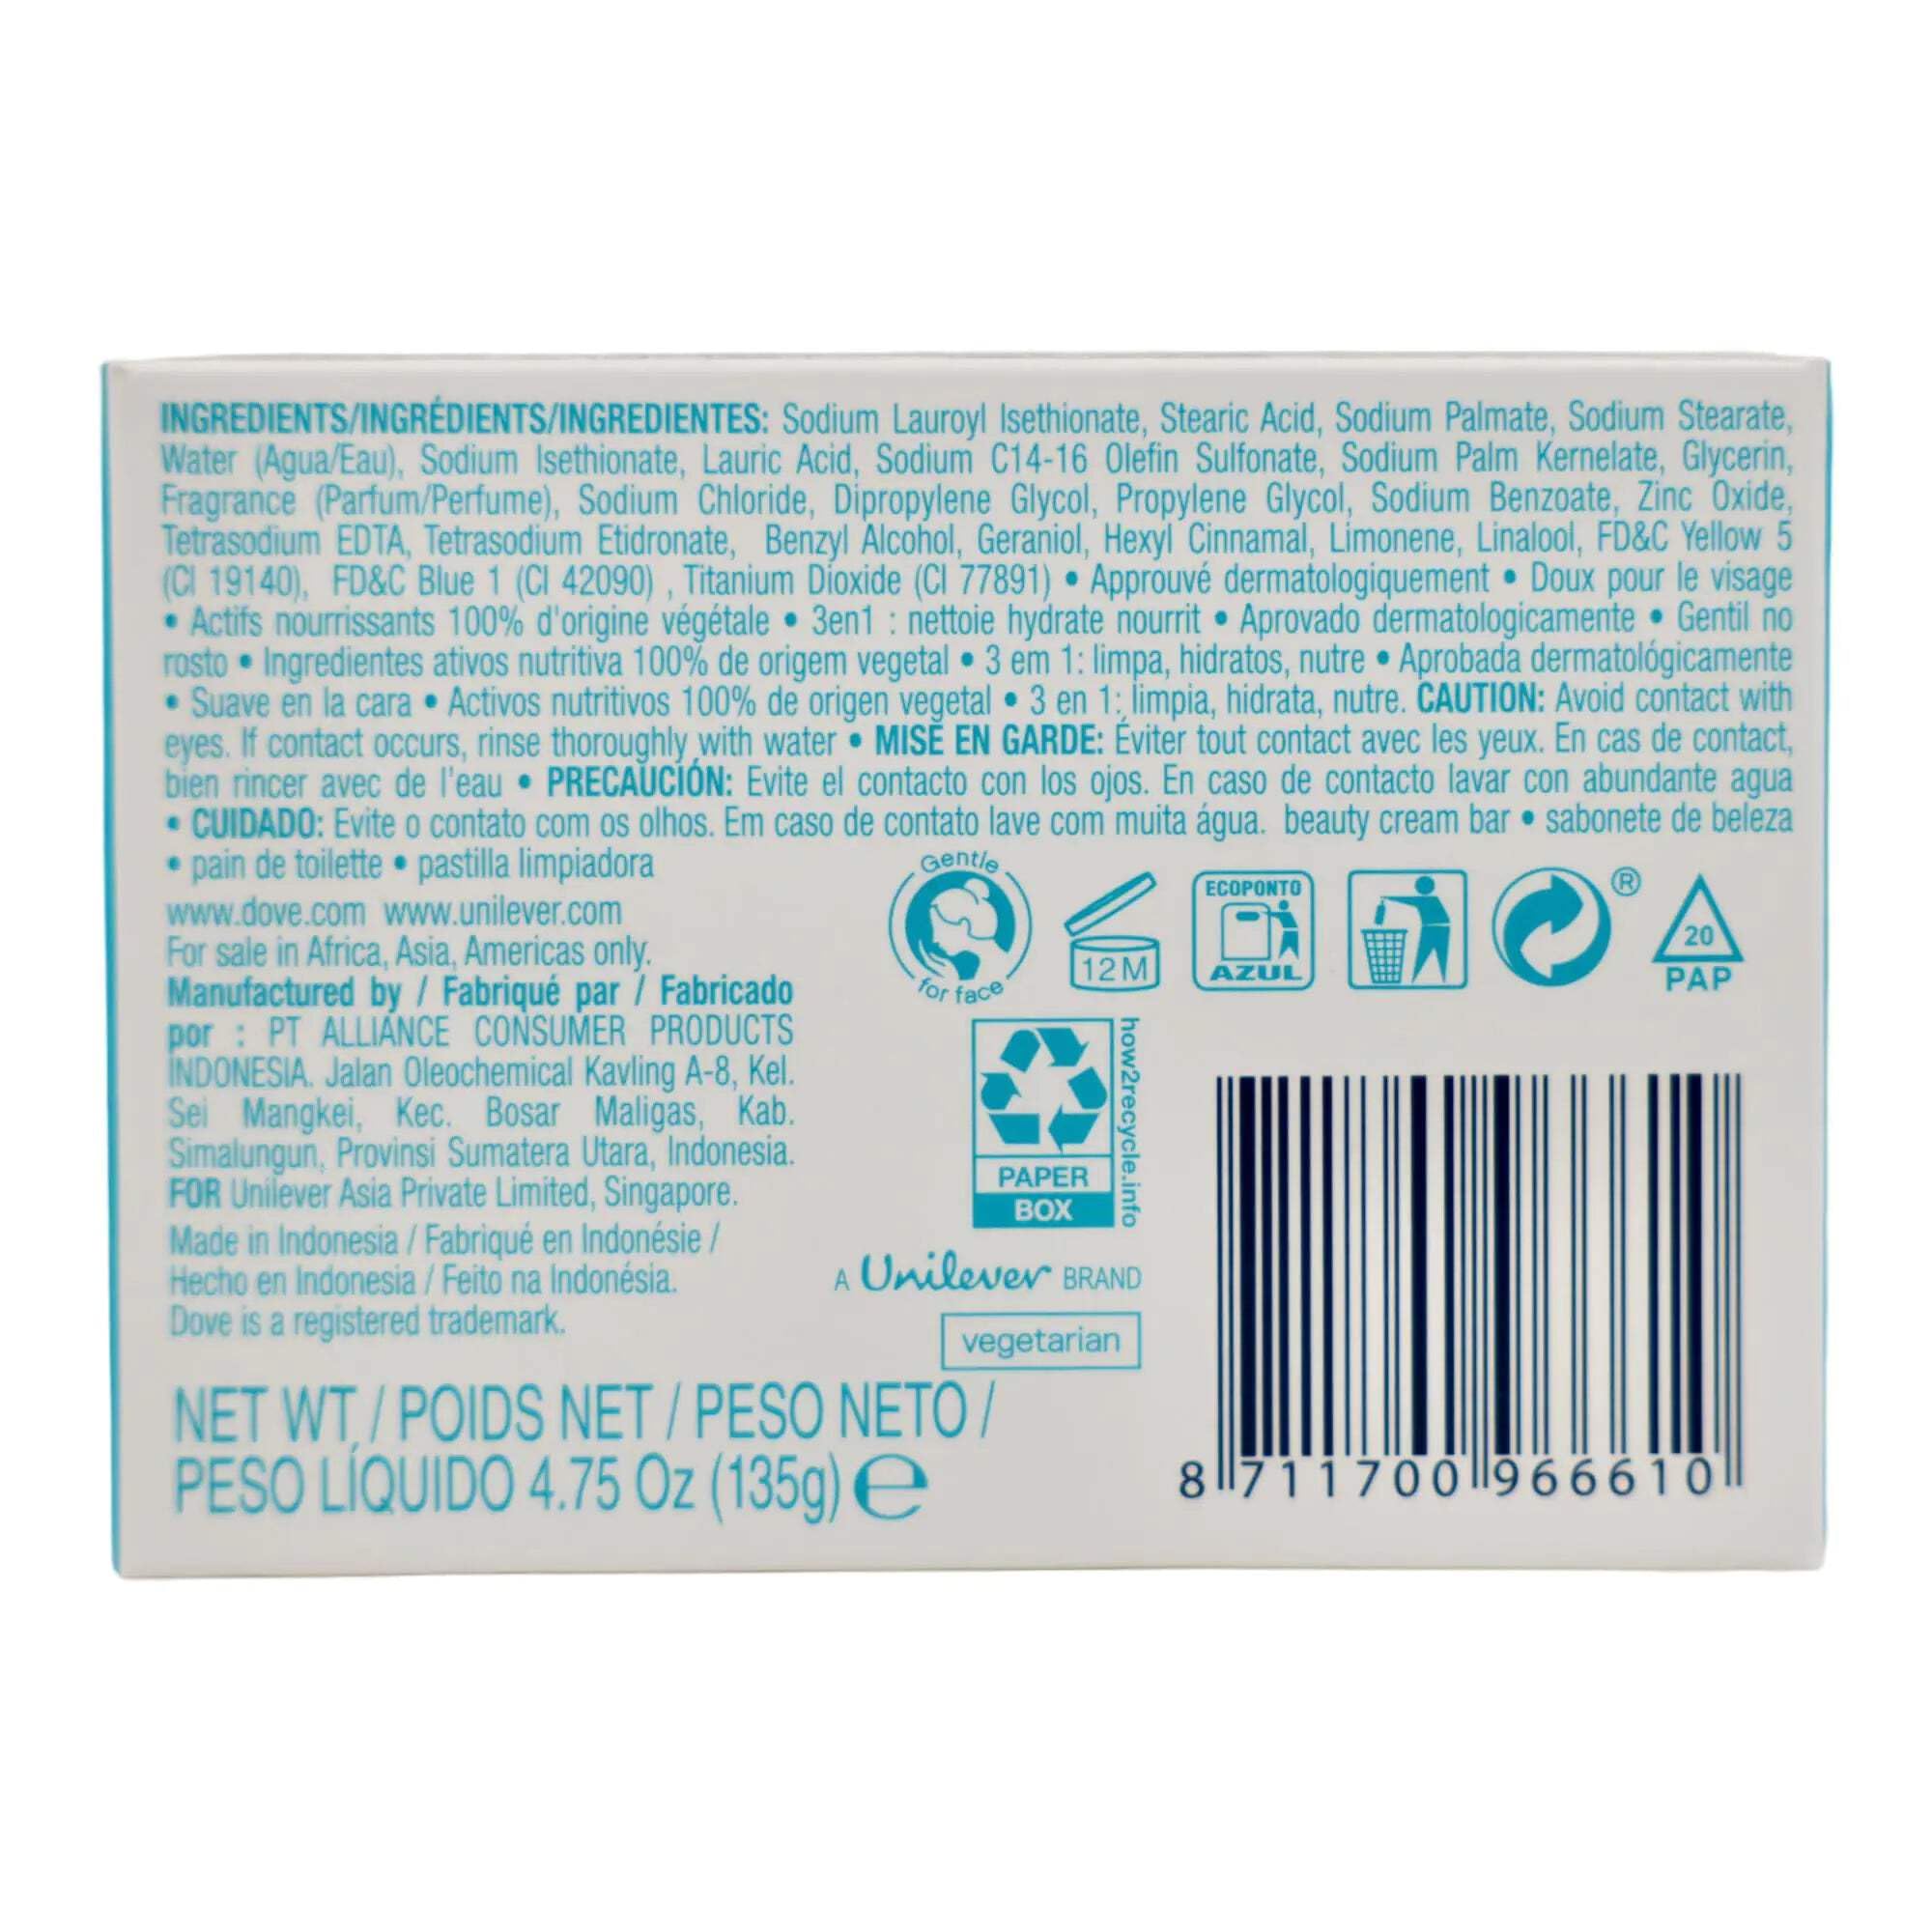 INGREDIENTS/INGRÉDIENTS/INGREDIENTES: Sodium Lauroyl Isethionate, Stearic Acid, Sodium Palmate, Sodium Stearate,
Water (Agua/Eau), Sodium Isethionate, Lauric Acid, Sodium C14-16 Olefin Sulfonate, Sodium Palm Kernelate, Glycerin,
Fragrance (Parfum/Perfume), Sodium Chloride, Dipropylene Glycol, Propylene Glycol, Sodium Benzoate, Zinc Oxide,
Tetrasodium EDTA, Tetrasodium Etidronate, Benzyl Alcohol, Geraniol, Hexyl Cinnamal, Limonene, Linalool, FD&C Yellow 5
(CI 19140), FD&C Blue 1 (CI 42090) , Titanium Dioxide (CI 77891) • Approuvé dermatologiquement • Doux pour le visage
• Actifs nourrissants 100% d'origine végétale • 3en1 : nettoie hydrate nourrit • Aprovado dermatologicamente • Gentil no
rosto • Ingredientes ativos nutritiva 100% de origem vegetal • 3 em 1: limpa, hidratos, nutre • Aprobada dermatológicamente
• Suave en la cara • Activos nutritivos 100% de origen vegetal • 3 en 1: limpia, hidrata, nutre. CAUTION: Avoid contact with
eyes. If contact occurs, rinse thoroughly with water • MISE EN GARDE: Éviter tout contact avec les yeux. En cas de contact,
bien rincer avec de l'eau • PRECAUCIÓN: Evite el contacto con los ojos. En caso de contacto lavar con abundante agua
• CUIDADO: Evite o contato com os olhos. Em caso de contato lave com muita água. beauty cream bar • sabonete de beleza
• pain de toilette • pastilla limpiadora
www.dove.com www.unilever.com
For sale in Africa, Asia, Americas only.
Manufactured by / Fabriqué par / Fabricado
por : PT ALLIANCE CONSUMER PRODUCTS
INDONESIA. Jalan Oleochemical Kavling A-8, Kel.
Sei Mangkei, Kec. Bosar Maligas, Kab.
Simalungun, Provinsi Sumatera Utara, Indonesia.
FOR Unilever Asia Private Limited, Singapore.
Made in Indonesia / Fabriqué en Indonésie /
Hecho en Indonesia / Feito na Indonésia.
Dove is a registered trademark.
NET WT / POIDS NET / PESO NETO /
PESO LÍQUIDO 4.75 Oz (135g) ℮
Gentle
for face
12M
ECOPONTO
AZUL
®
20
PAP
PAPER
BOX
how2recycle.info
A Unilever BRAND
vegetarian
8 711700 966610